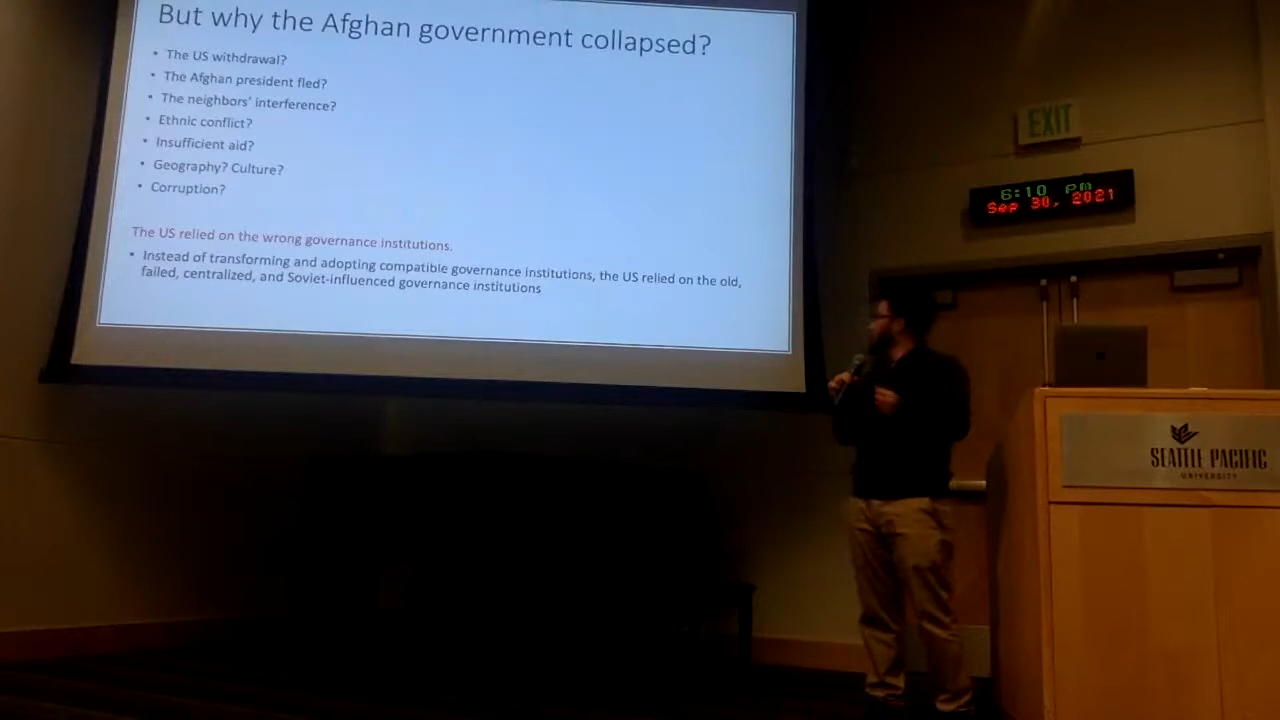 But why the Afghan government collapsed?
• The US withdrawal?
• The Afghan president fled?
• The neighbors' interference?
• Ethnic conflict?
• Insufficient aid?
• Geography? Culture?
• Corruption?
The US relied on the wrong governance institutions.
• Instead of transforming and adopting compatible governance institutions, the US relied on the old,
failed, centralized, and Soviet-influenced governance institutions
EXIT
6:10 PM
Sep 30, 2021
SEATTLE PACIFIC
UNIVERSITY